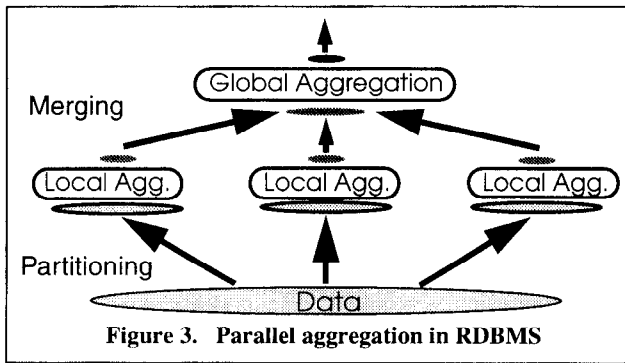 Global Aggregation
Merging
Local Agg. Local Agg. Local Agg.
Partitioning
Data
Figure 3. Parallel aggregation in RDBMS